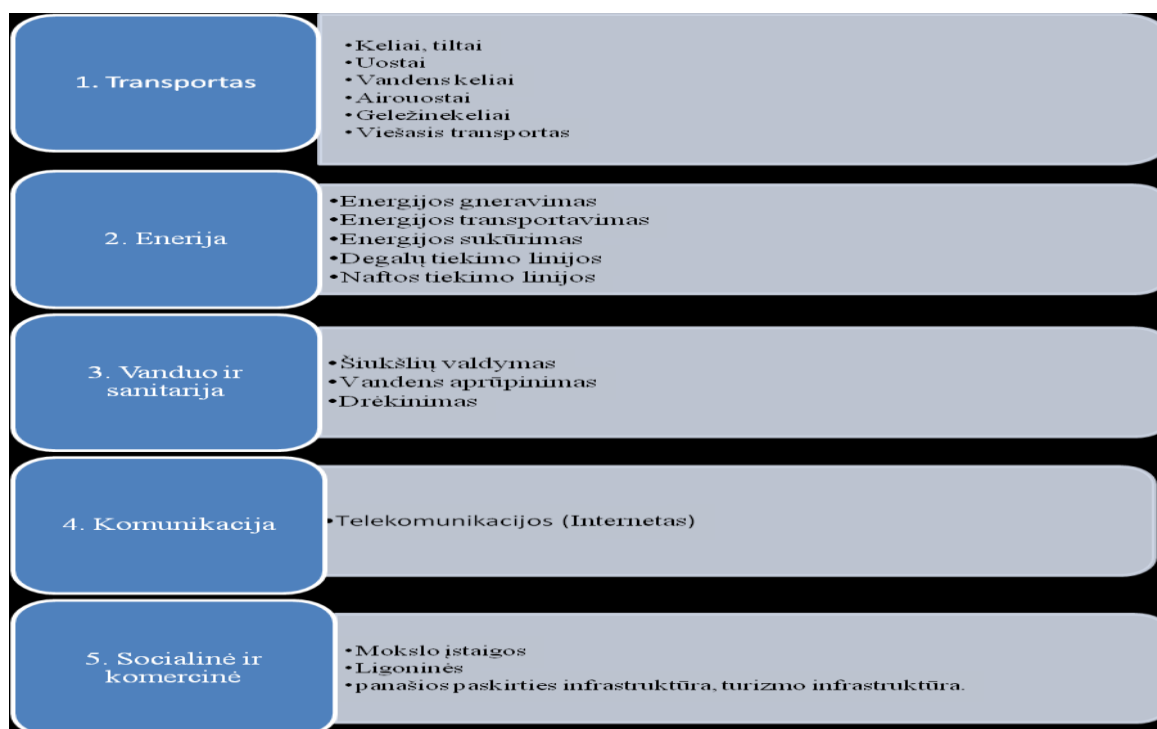 1. Transportas
•Keliai, tiltai
•Uostai
•Vandens keliai
•Airouostai
•Geležinekeliai
•Viešasis transportas
2. Enerija
•Energijos gneravimas
•Energijos transportavimas
•Energijos sukūrimas
•Degalų tiekimo linijos
•Naftos tiekimo linijos
3. Vanduo ir
sanitarija
•Šiukšlių valdymas
•Vandens aprūpinimas
•Drėkinimas
4. Komunikacija
•Telekomunikacijos (Internetas)
5. Socialinė ir
komercinė
•Mokslo įstaigos
•Ligoninės
•panašios paskirties infrastruktūra, turizmo infrastruktūra.